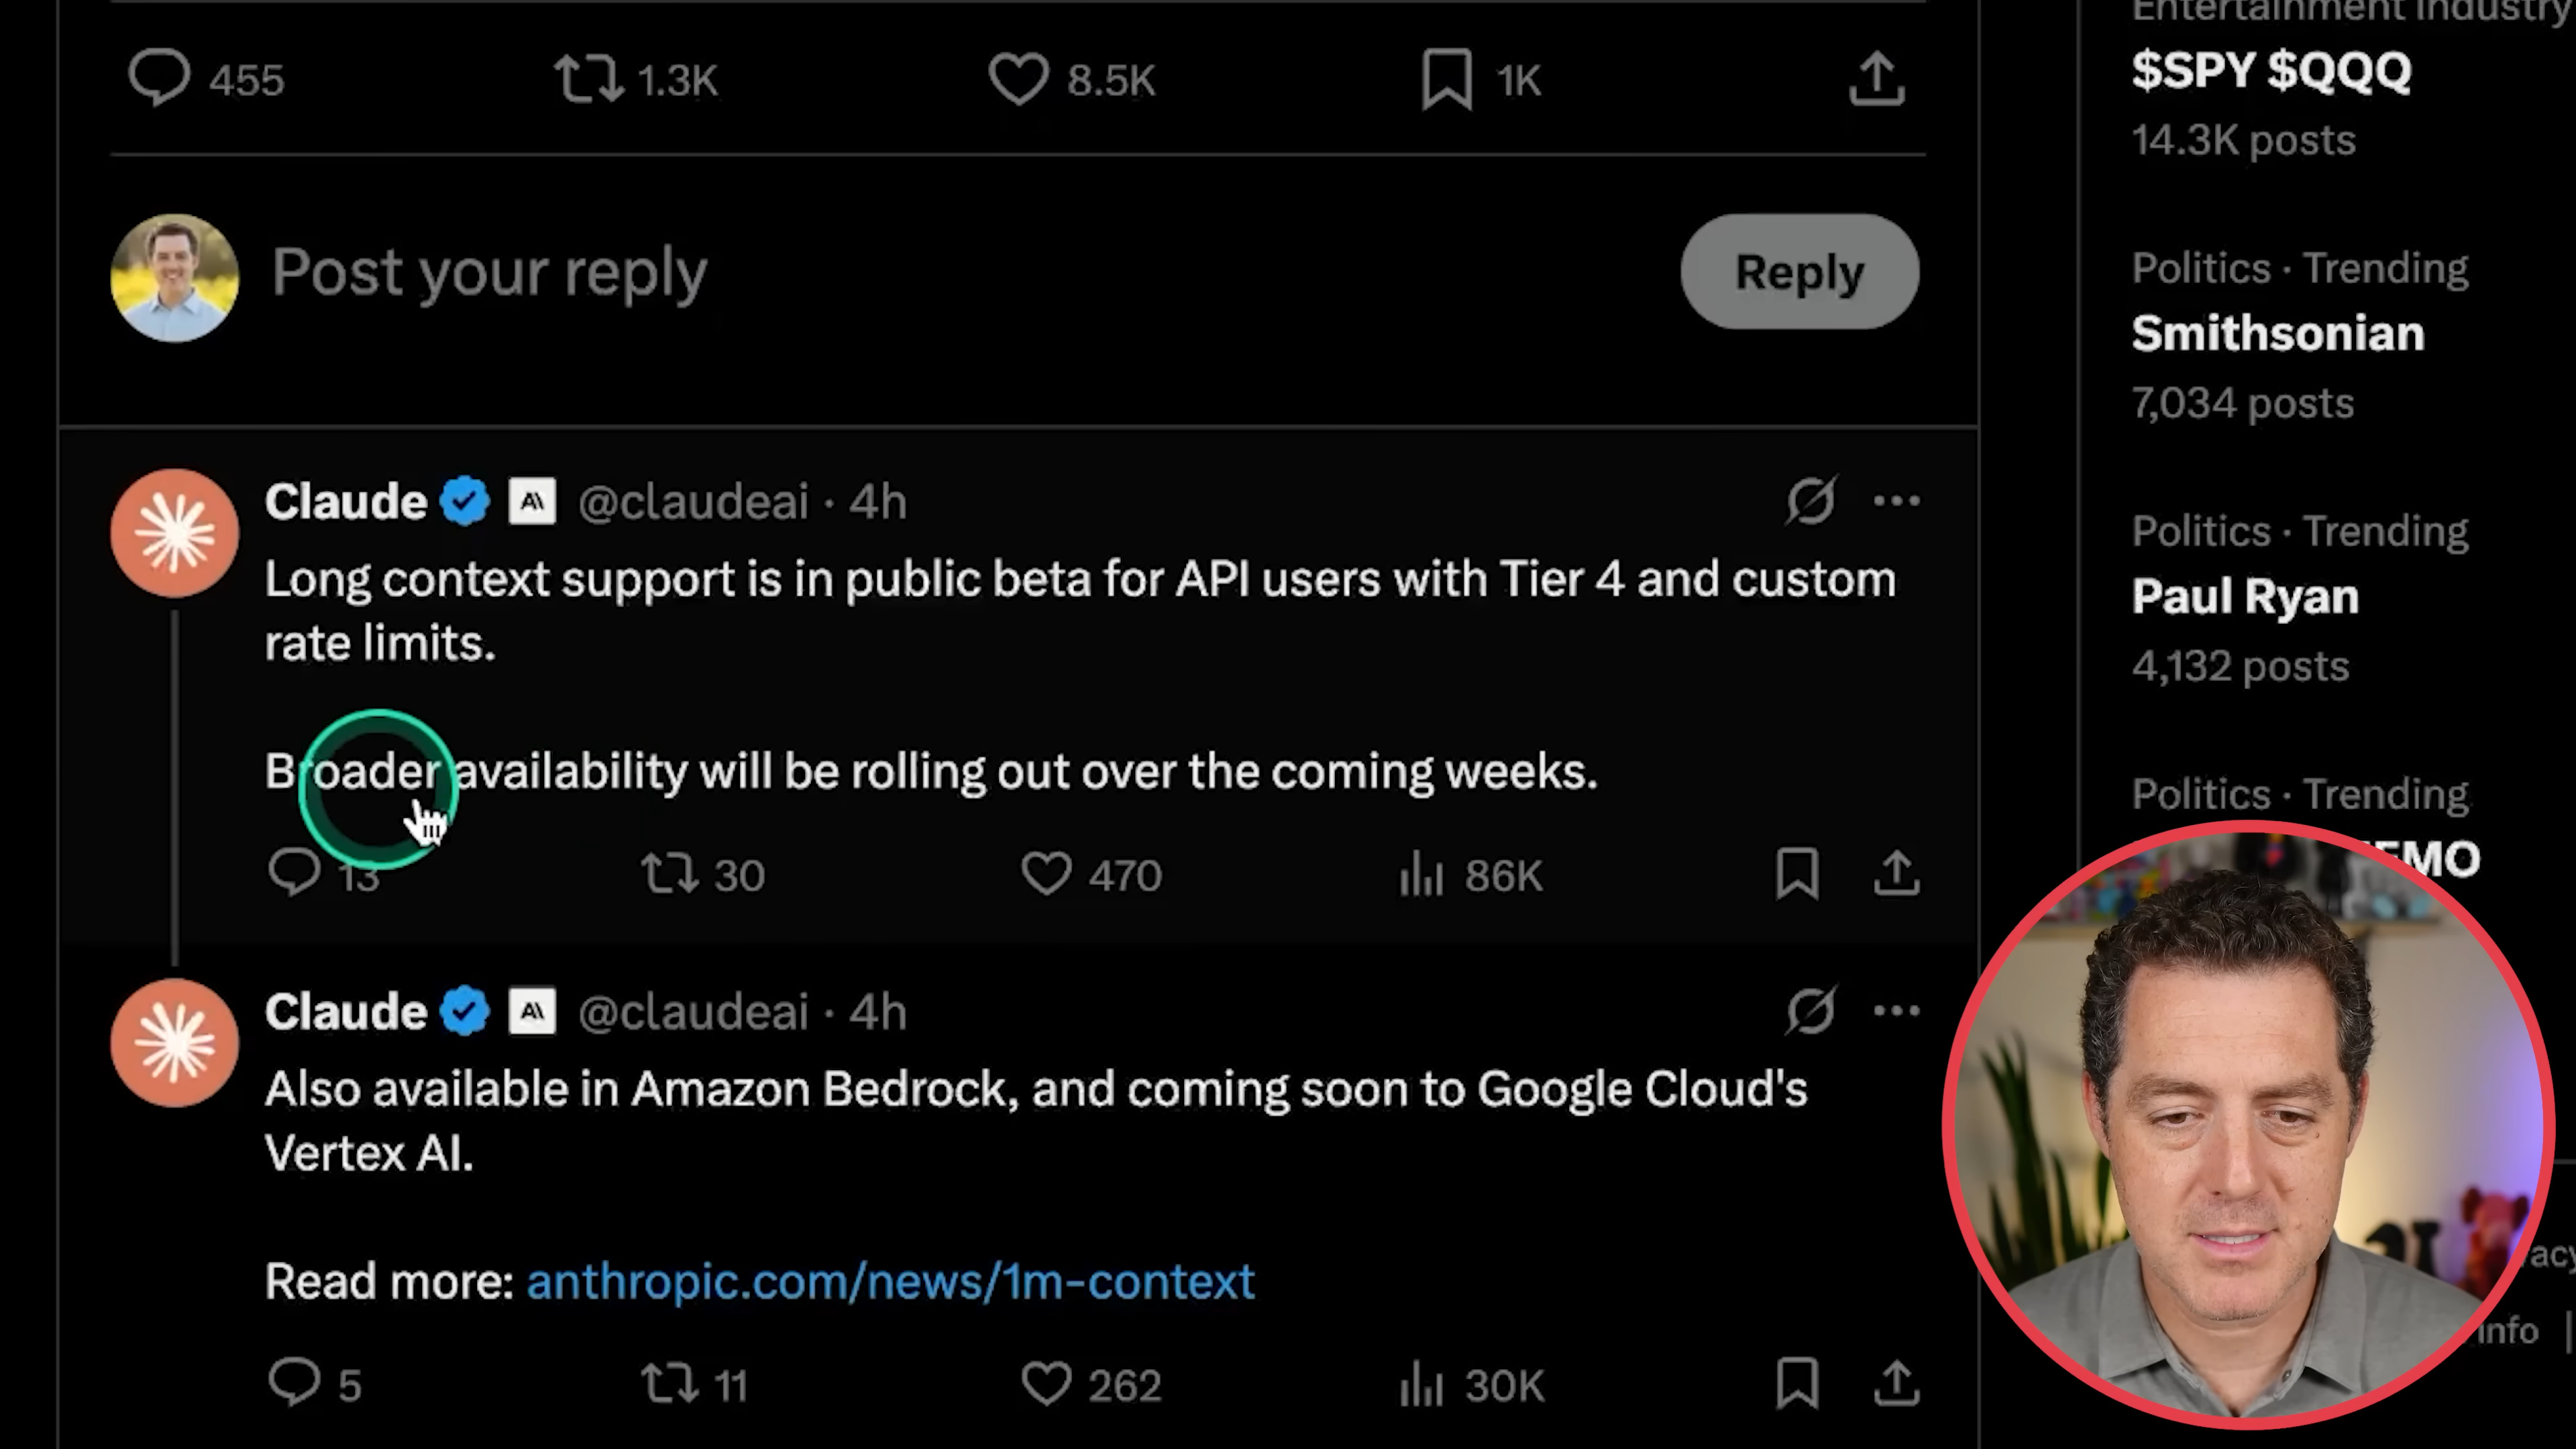 Entertainment industry
455 1.3K 8.5K 1K
$SPY $QQQ
14.3K posts
Post your reply
Reply
Politics · Trending
Smithsonian
7,034 posts
Claude @claudeai · 4h
Long context support is in public beta for API users with Tier 4 and custom
rate limits.
Broader availability will be rolling out over the coming weeks.
13 30 470 86K
Politics · Trending
Paul Ryan
4,132 posts
Politics · Trending
Claude @claudeai · 4h
Also available in Amazon Bedrock, and coming soon to Google Cloud's
Vertex AI.
Read more: anthropic.com/news/1m-context
5 11 262 30K
info